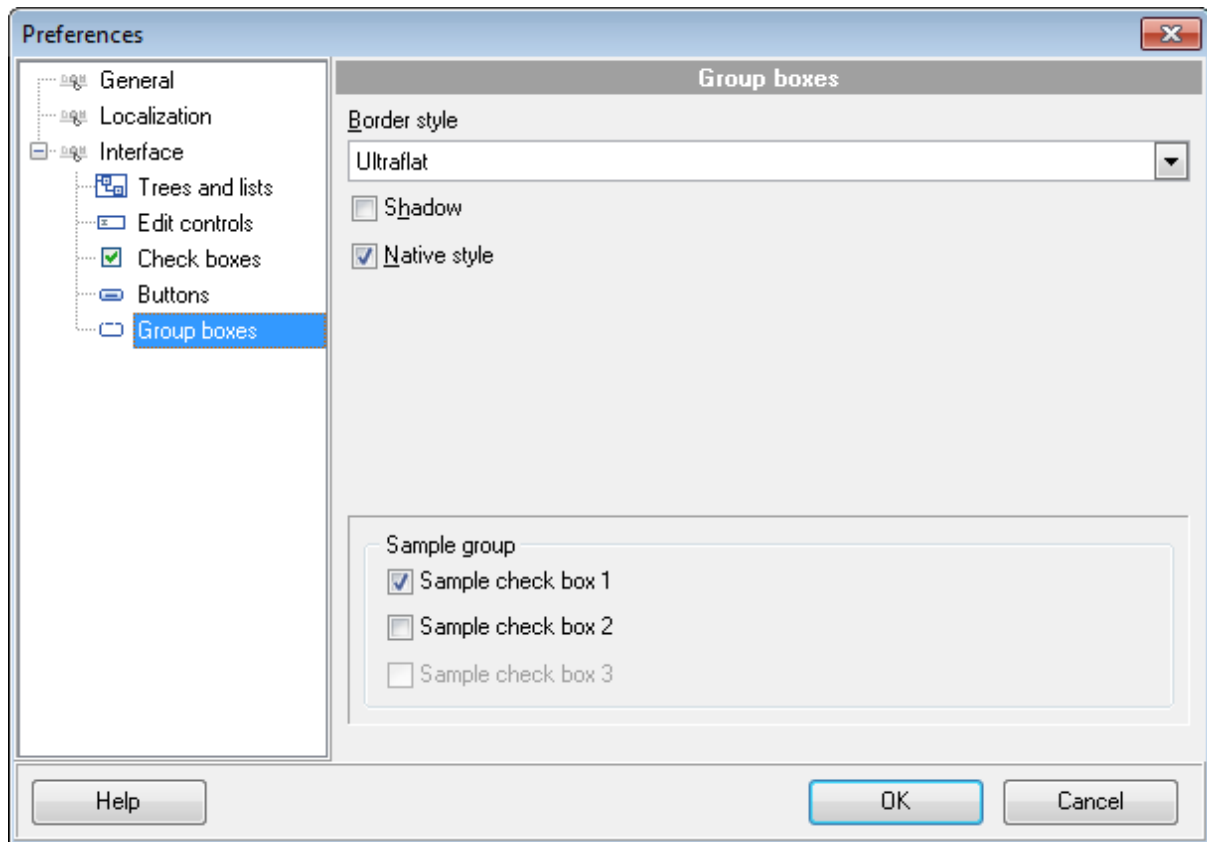 Preferences
General
Localization
Interface
Trees and lists
Edit controls
Check boxes
Buttons
Group boxes
Group boxes
Border style
Ultraflat
Shadow
Native style
Sample group
Sample check box 1
Sample check box 2
Sample check box 3
Help
OK
Cancel